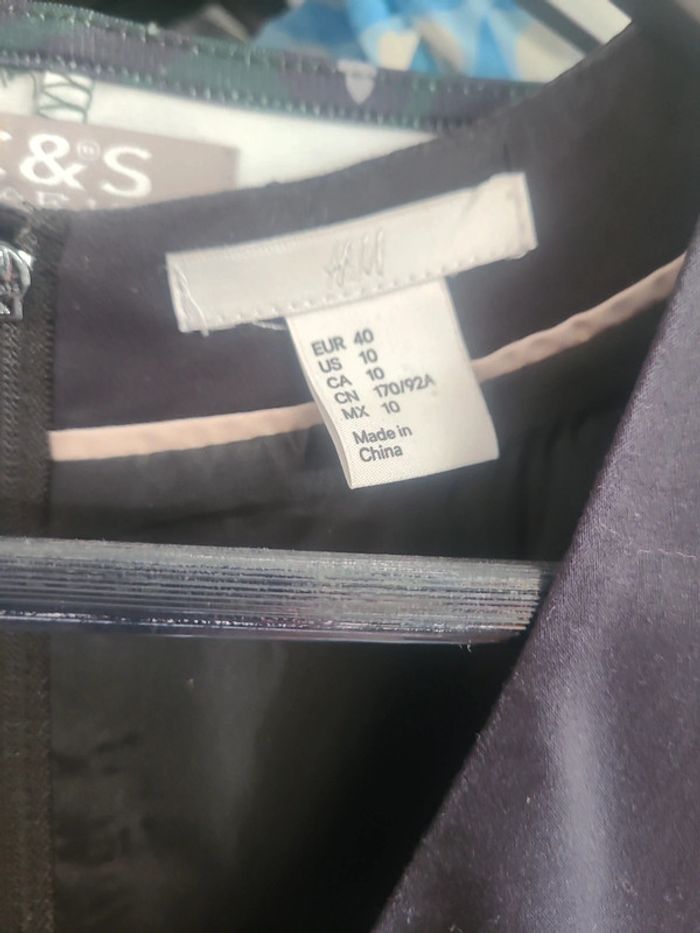 &S
H&M
EUR 40
US 10
CA 10
CN 170/92A
MX 10
Made in
China